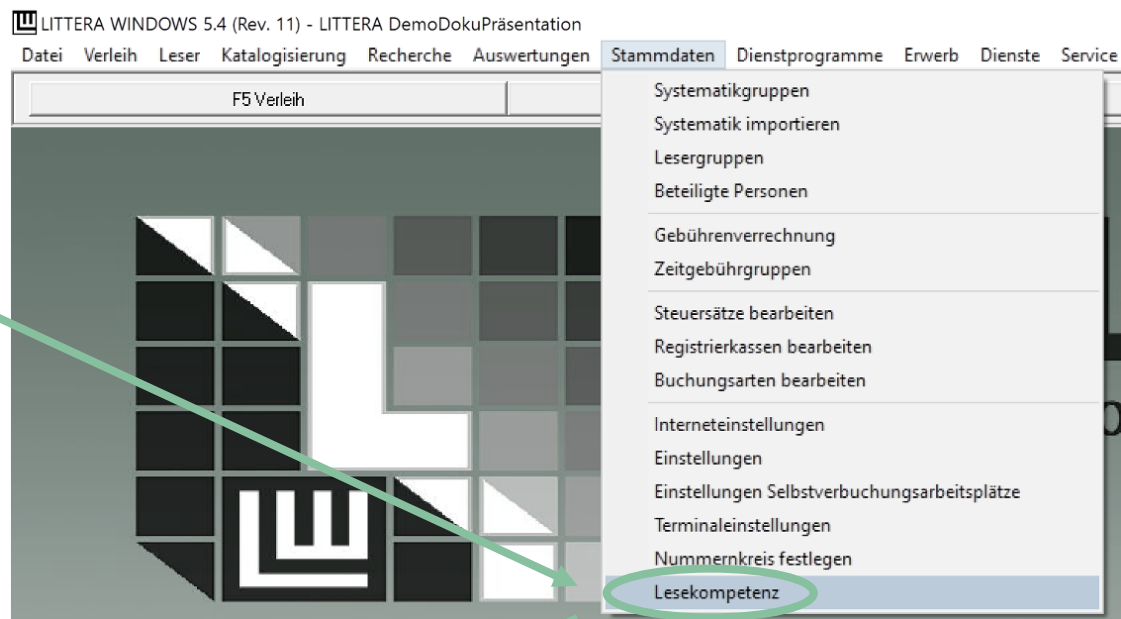 LITTERA WINDOWS 5.4 (Rev. 11) - LITTERA DemoDokuPräsentation
Datei Verleih Leser Katalogisierung Recherche Auswertungen Stammdaten Dienstprogramme Erwerb Dienste Service
F5 Verleih
Systematikgruppen
Systematik importieren
Lesergruppen
Beteiligte Personen
Gebührenverrechnung
Zeitgebührgruppen
Steuersätze bearbeiten
Registrierkassen bearbeiten
Buchungsarten bearbeiten
Interneteinstellungen
Einstellungen
Einstellungen Selbstverbuchungsarbeitsplätze
Terminaleinstellungen
Nummernkreis festlegen
Lesekompetenz